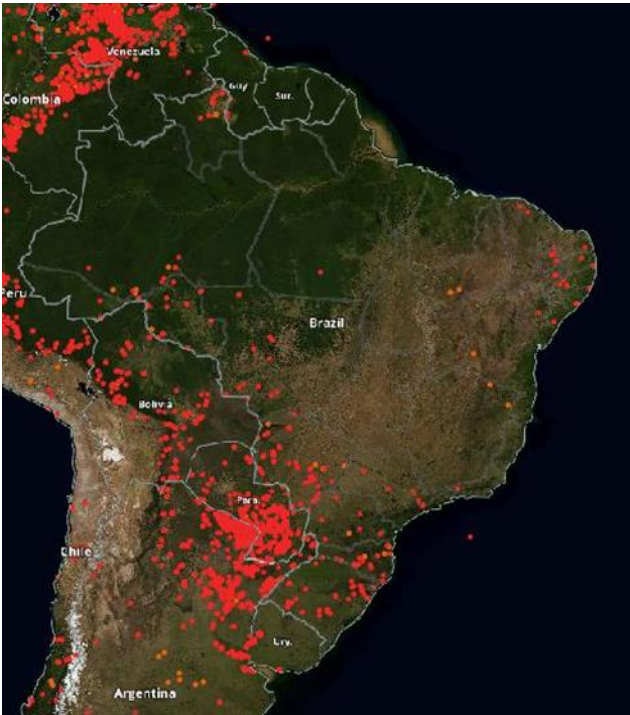 Venezuela
Guy
Sur.
Colombia
Peru
Brazil
Bolivia
Para.
Chile
Ury.
Argentina